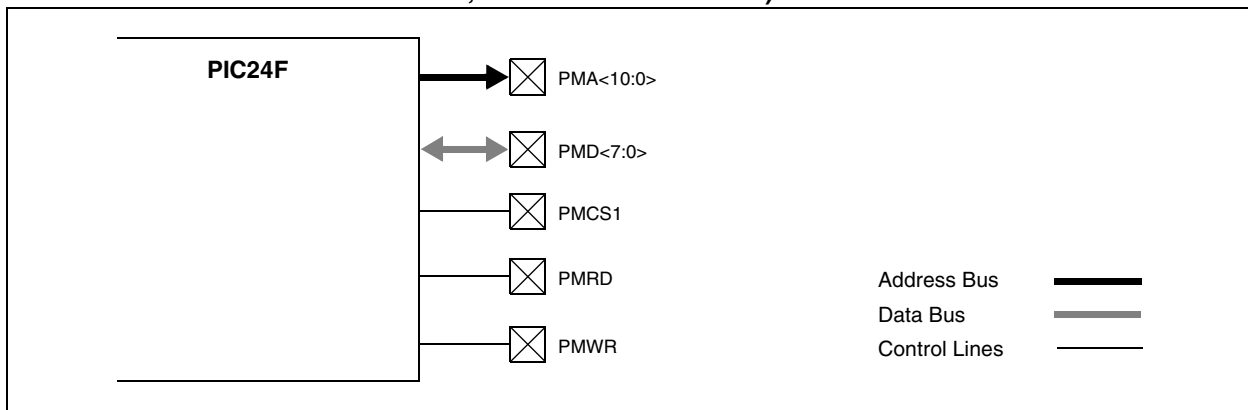 PIC24F
PMA<10:0>
PMD<7:0>
PMCS1
PMRD
PMWR
Address Bus
Data Bus
Control Lines